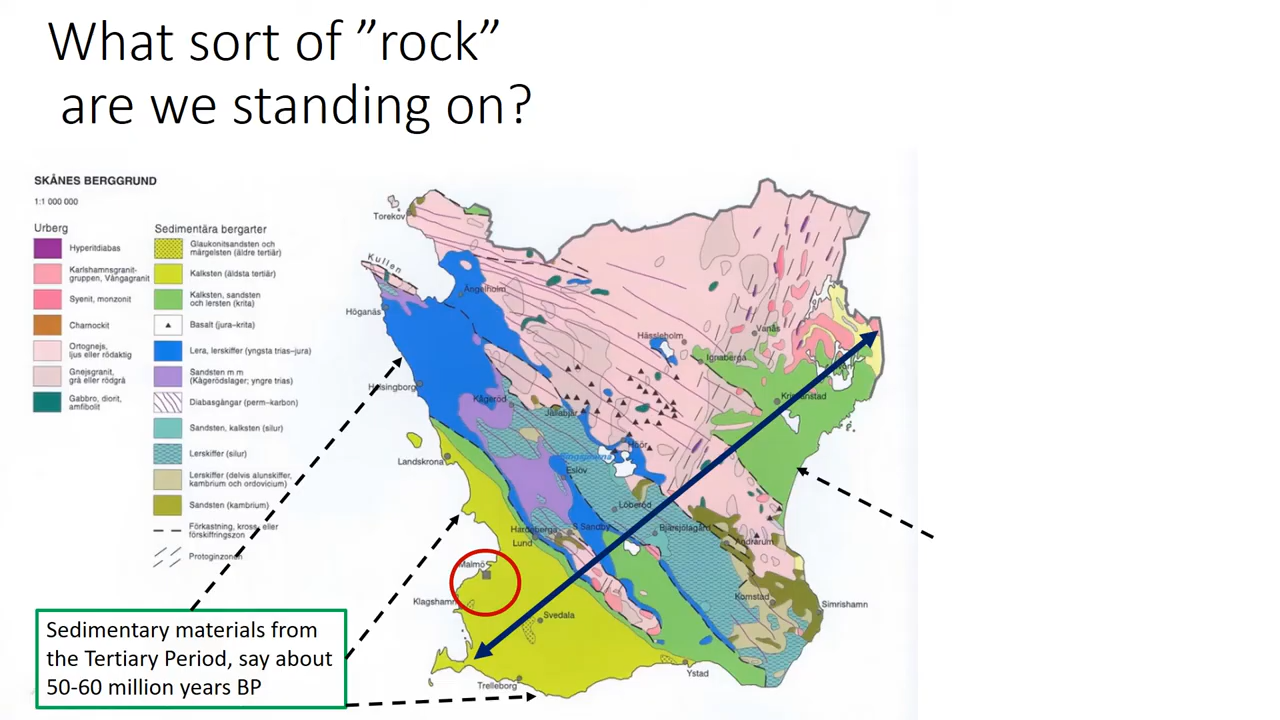 What sort of ”rock”
are we standing on?
SKÅNES BERGGRUND
1:1 000 000
Urberg
Hyperitdiabas
Karlshamnsgranit-
gruppen, Vångagranit
Syenit, monzonit
Charnockit
Ortognejs,
ljus eller rödaktig
Gnejsgranit,
grå eller rödgrå
Gabbro, diorit,
amfibolit
Sedimentära bergarter
Glaukonitsandsten och
märgelsten (äldre tertiär)
Kalksten (äldsta tertiär)
Kalksten, sandsten
och lersten (krita)
Basalt (jura–krita)
Lera, lerskiffer (yngsta trias–jura)
Sandsten m m
(Kågerödslager; yngre trias)
Diabasgångar (perm–karbon)
Sandsten, kalksten (silur)
Lerskiffer (silur)
Lerskiffer (delvis alunskiffer,
kambrium och ordovicium)
Sandsten (kambrium)
Förkastning, kross- eller
förskiffringszon
Protoginzonen
Torekov
Kullen
Ängelholm
Höganäs
Helsingborg
Hässleholm
Vanås
Ignaberga
Kristianstad
Kågeröd
Jällabjär
Höör
Ringsjöarna
Landskrona
Eslöv
Löberöd
Hardeberga
S Sandby
Bjärsjölagård
Lund
Andrarum
Malmö
Klagshamn
Komstad
Simrishamn
Svedala
Ystad
Trelleborg
Sedimentary materials from
the Tertiary Period, say about
50-60 million years BP